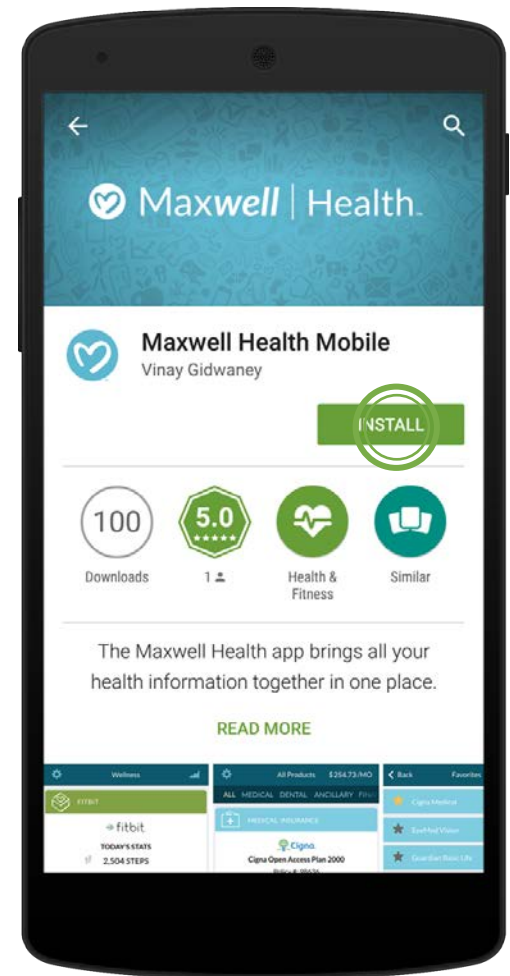 Maxwell | Health
Maxwell Health Mobile
Vinay Gidwaney
INSTALL
100
5.0
Downloads
1
Health &
Fitness
Similar
The Maxwell Health app brings all your
health information together in one place.
READ MORE
Wellness
All Products $254.73/MO
Back Favorites
ALL MEDICAL DENTAL ANCILLARY
FITBIT
MEDICAL INSURANCE
Cigna Medical
fitbit
Cigna
EyeMed Vision
TODAY'S STATS
Cigna Open Access Plan 2000
Guardian Basic Life
2,504 STEPS